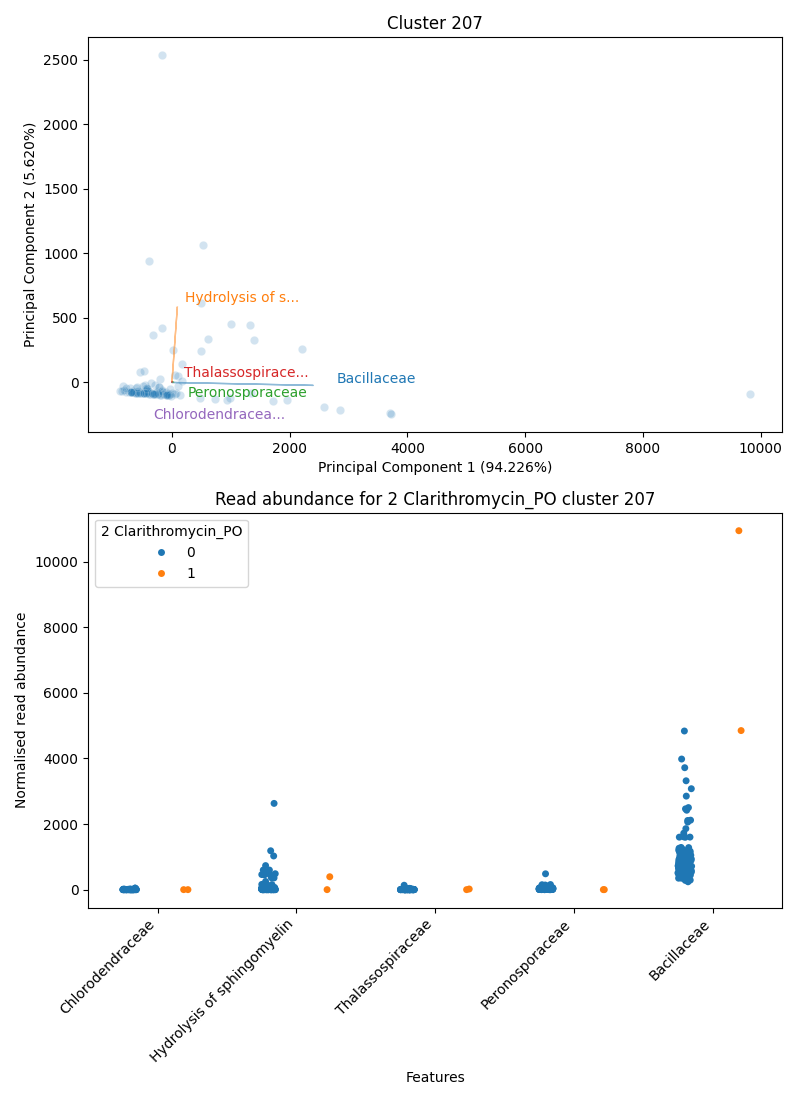 Cluster 207
Principal Component 2 (5.620%)
2500
2000
1500
1000
500
0
Hydrolysis of s...
Thalassospirace...
Bacillaceae
Peronosporaceae
Chlorodendracea...
0
2000
4000
6000
8000
10000
Principal Component 1 (94.226%)
Read abundance for 2 Clarithromycin_PO cluster 207
2 Clarithromycin_PO
0
1
Normalised read abundance
10000
8000
6000
4000
2000
0
Chlorodendraceae
Hydrolysis of sphingomyelin
Thalassospiraceae
Peronosporaceae
Bacillaceae
Features